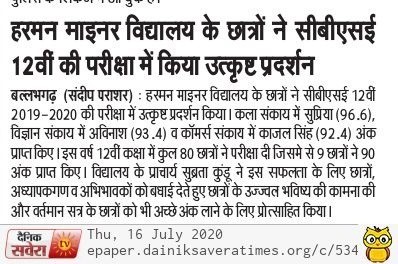 हरमन माइनर विद्यालय के छात्रों ने सीबीएसई
12वीं की परीक्षा में किया उत्कृष्ट प्रदर्शन
बल्लभगढ़ (संदीप पराशर) : हरमन माइनर विद्यालय के छात्रों ने सीबीएसई 12वीं
2019-2020 की परीक्षा में उत्कृष्ट प्रदर्शन किया। कला संकाय में सुप्रिया (96.6),
विज्ञान संकाय में अविनाश (93.4) व कॉमर्स संकाय में काजल सिंह (92.4) अंक
प्राप्त किए। इस वर्ष 12वीं कक्षा में कुल 80 छात्रों ने परीक्षा दी जिसमे से 9 छात्रों ने 90
अंक प्राप्त किए। विद्यालय के प्राचार्य सुब्रता कुंडू ने इस सफलता के लिए छात्रों,
अध्यापकगण व अभिभावकों को बधाई देते हुए छात्रों के उज्ज्वल भविष्य की कामना की
और वर्तमान सत्र के छात्रों को भी अच्छे अंक लाने के लिए प्रोत्साहित किया।
दैनिक
सवेरा tv
Thu, 16 July 2020
epaper.dainiksaveratimes.org/c/534